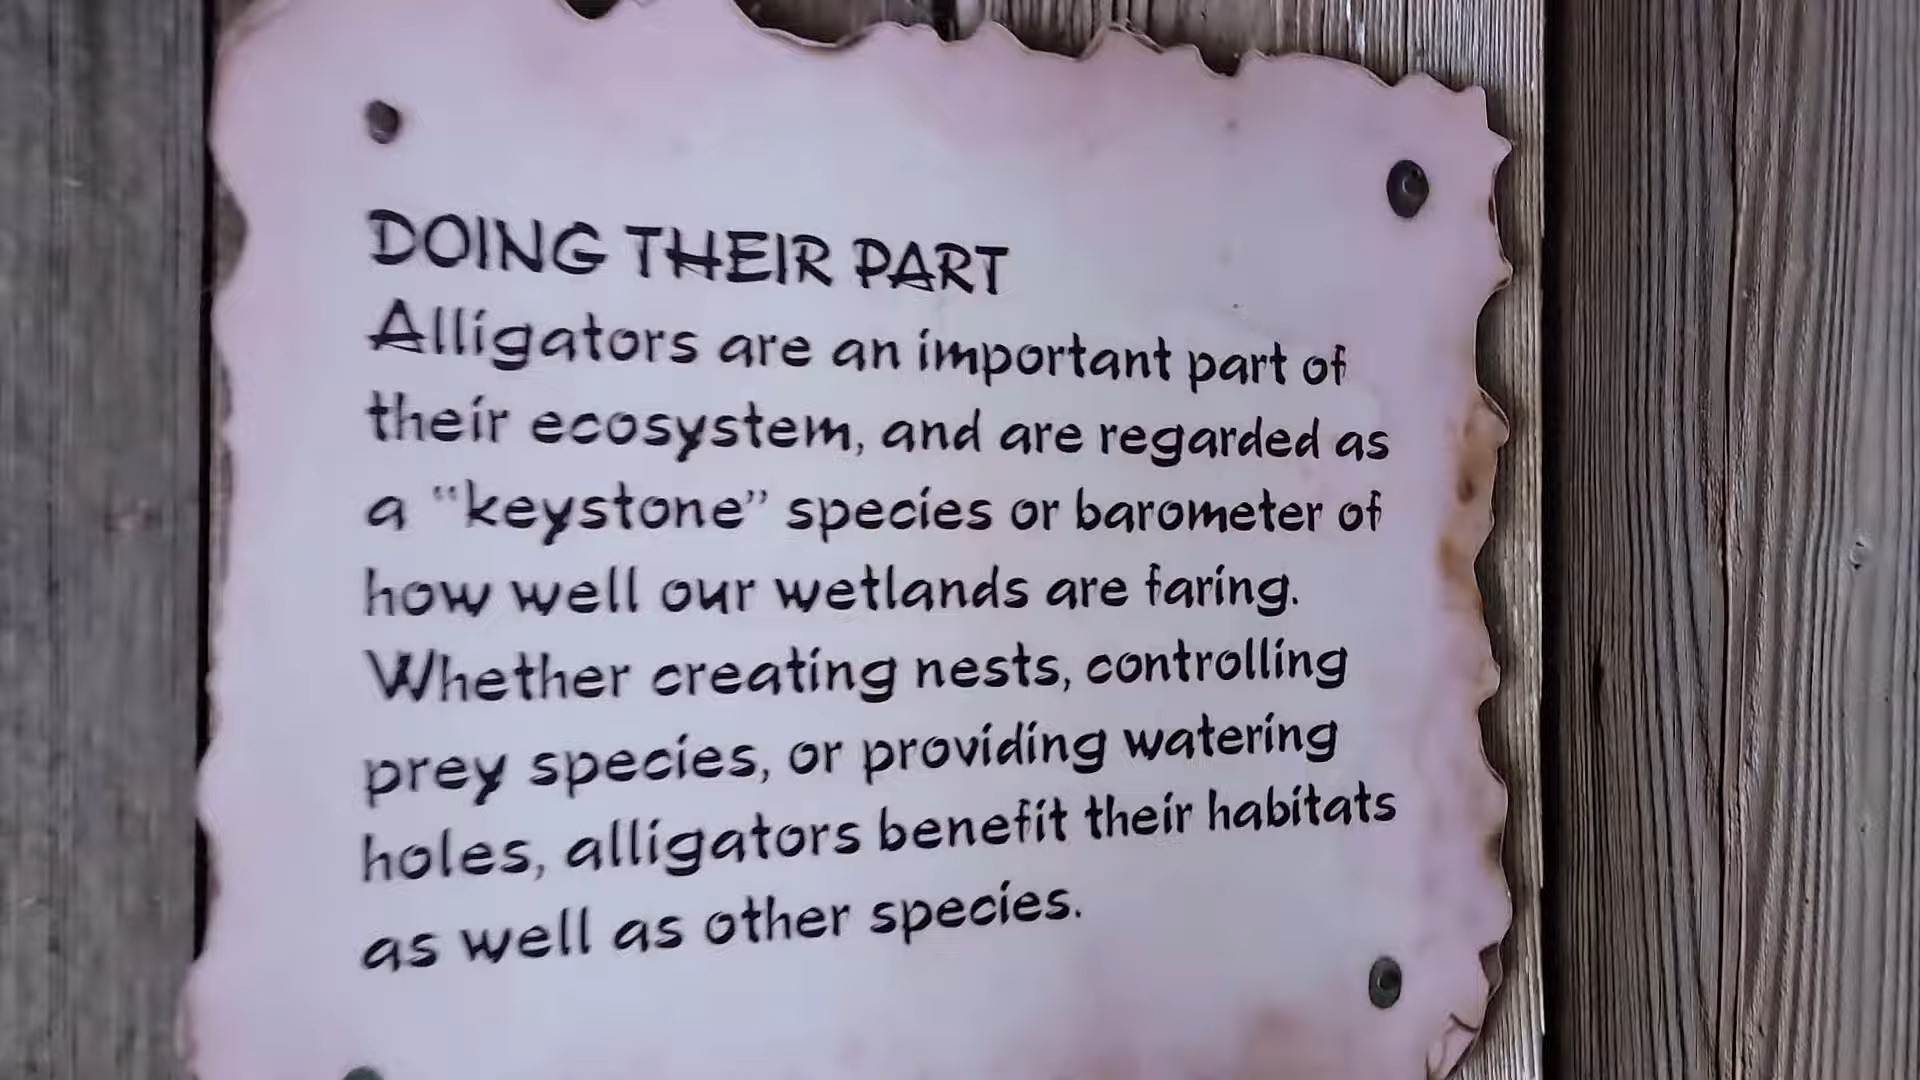 DOING THEIR PART
Alligators are an important part of
their ecosystem, and are regarded as
a “keystone” species or barometer of
how well our wetlands are faring.
Whether creating nests, controlling
prey species, or providing watering
holes, alligators benefit their habitats
as well as other species.